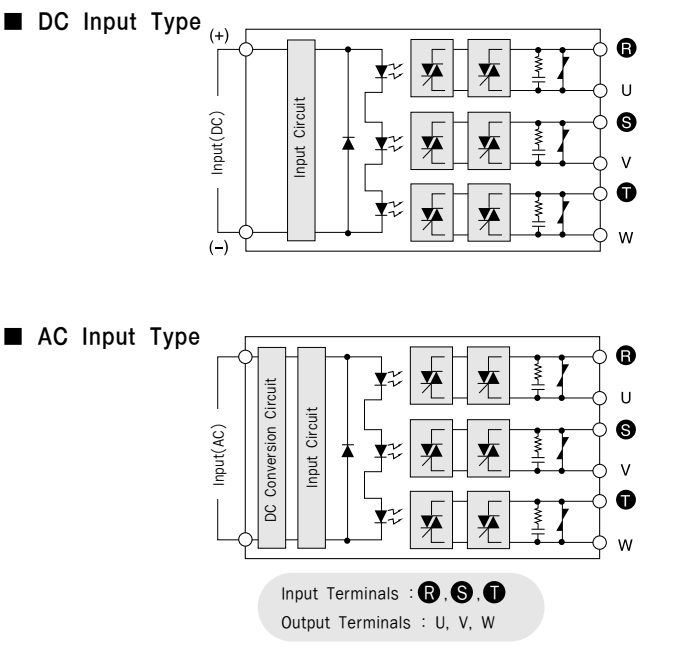 ■ DC Input Type
(+)
R
U
Input(DC)
Input Circuit
S
V
T
(−)
W
■ AC Input Type
R
U
Input(AC)
DC Conversion Circuit
Input Circuit
S
V
T
W
Input Terminals : R, S, T
Output Terminals : U, V, W